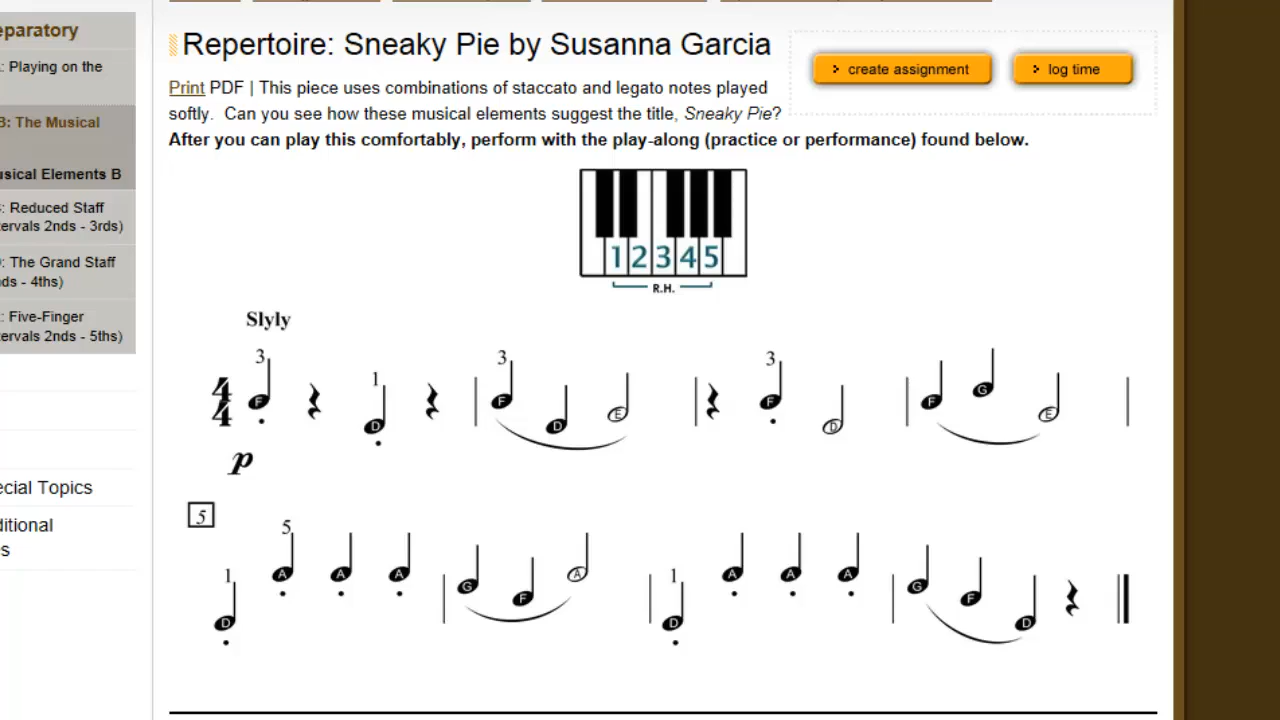 eparatory
: Playing on the
B: The Musical
usical Elements B
: Reduced Staff
ervals 2nds - 3rds)
: The Grand Staff
ds - 4ths)
: Five-Finger
ervals 2nds - 5ths)
ecial Topics
ditional
s
Repertoire: Sneaky Pie by Susanna Garcia
create assignment
log time
Print PDF | This piece uses combinations of staccato and legato notes played
softly. Can you see how these musical elements suggest the title, Sneaky Pie?
After you can play this comfortably, perform with the play-along (practice or performance) found below.
1 2 3 4 5
R.H.
Slyly
3 1 3 3
4 4 F D F D E F D F G E
p
5
1 5 1
D A A A G F A D A A A G F D